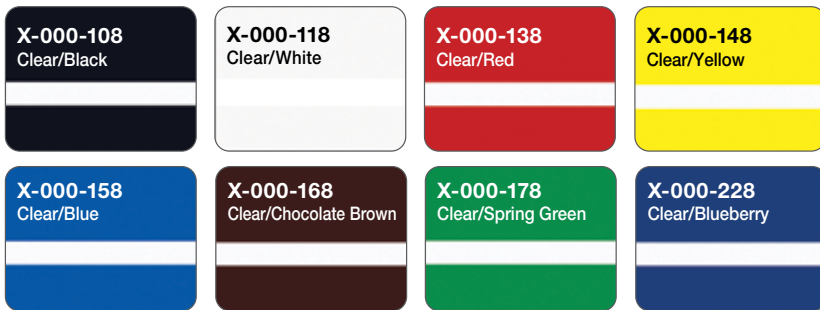 X-000-108
Clear/Black
X-000-118
Clear/White
X-000-138
Clear/Red
X-000-148
Clear/Yellow
X-000-158
Clear/Blue
X-000-168
Clear/Chocolate Brown
X-000-178
Clear/Spring Green
X-000-228
Clear/Blueberry